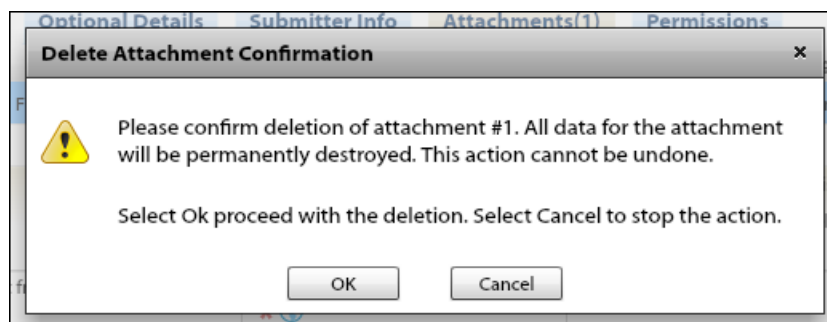 Optional Details Submitter Info Attachments(1) Permissions
Delete Attachment Confirmation ×
Please confirm deletion of attachment #1. All data for the attachment
will be permanently destroyed. This action cannot be undone.
Select Ok proceed with the deletion. Select Cancel to stop the action.
OK Cancel